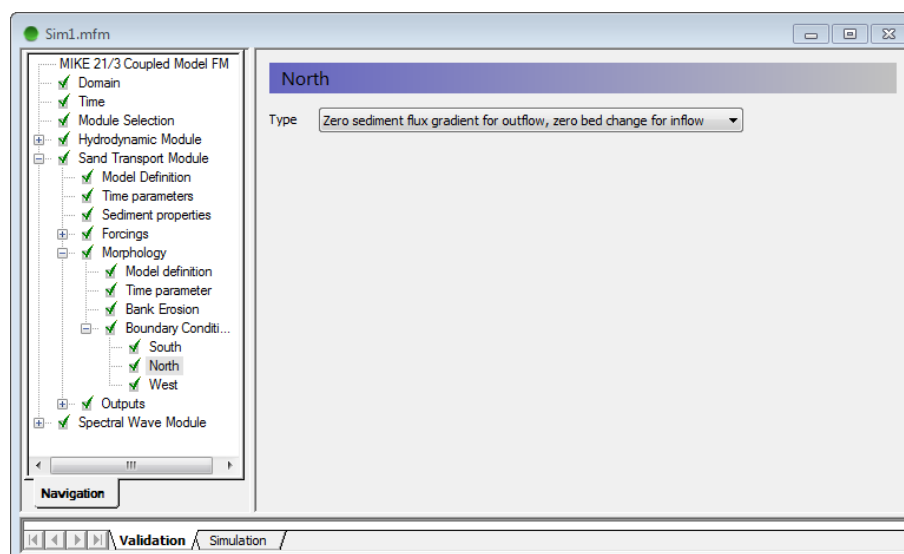 Sim1.mfm
MIKE 21/3 Coupled Model FM
Domain
Time
Module Selection
Hydrodynamic Module
Sand Transport Module
Model Definition
Time parameters
Sediment properties
Forcings
Morphology
Model definition
Time parameter
Bank Erosion
Boundary Conditi...
South
North
West
Outputs
Spectral Wave Module
Navigation
North
Type Zero sediment flux gradient for outflow, zero bed change for inflow
Validation Simulation